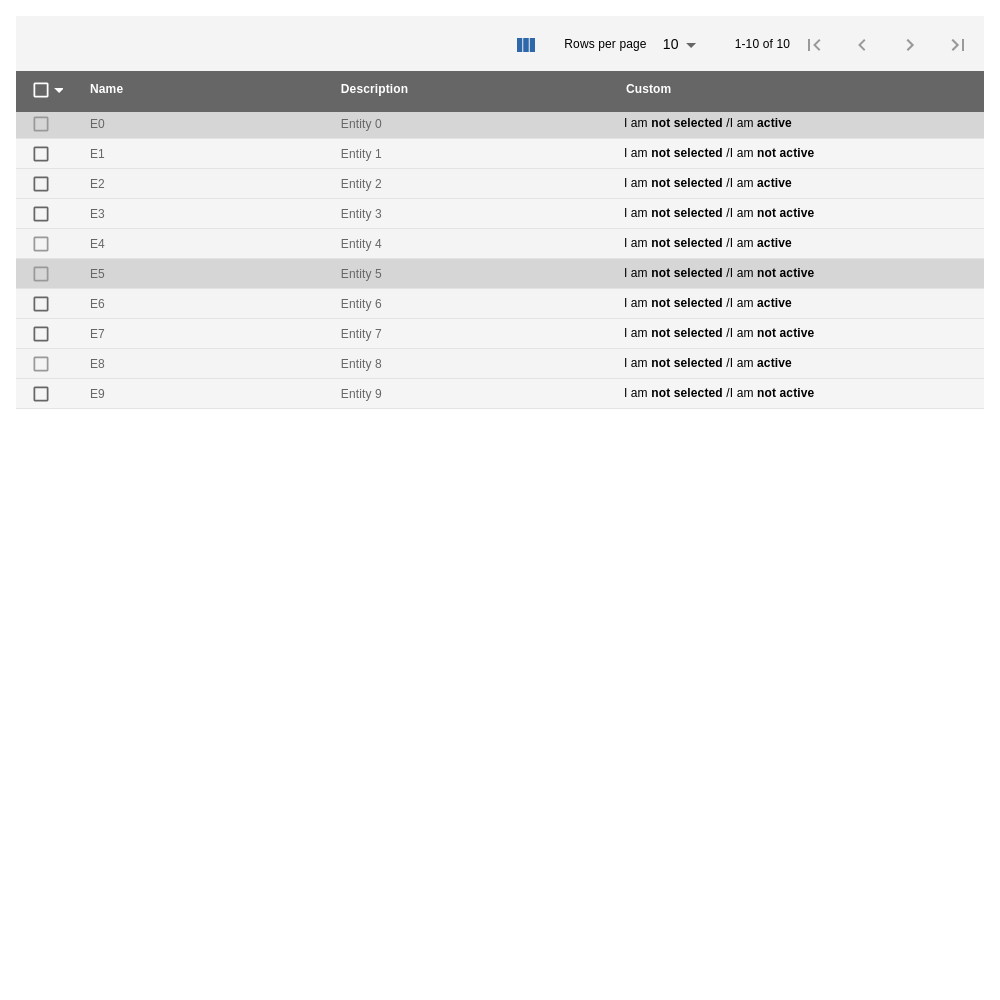 Rows per page 10 1-10 of 10
Name Description Custom
E0 Entity 0 I am not selected /I am active
E1 Entity 1 I am not selected /I am not active
E2 Entity 2 I am not selected /I am active
E3 Entity 3 I am not selected /I am not active
E4 Entity 4 I am not selected /I am active
E5 Entity 5 I am not selected /I am not active
E6 Entity 6 I am not selected /I am active
E7 Entity 7 I am not selected /I am not active
E8 Entity 8 I am not selected /I am active
E9 Entity 9 I am not selected /I am not active